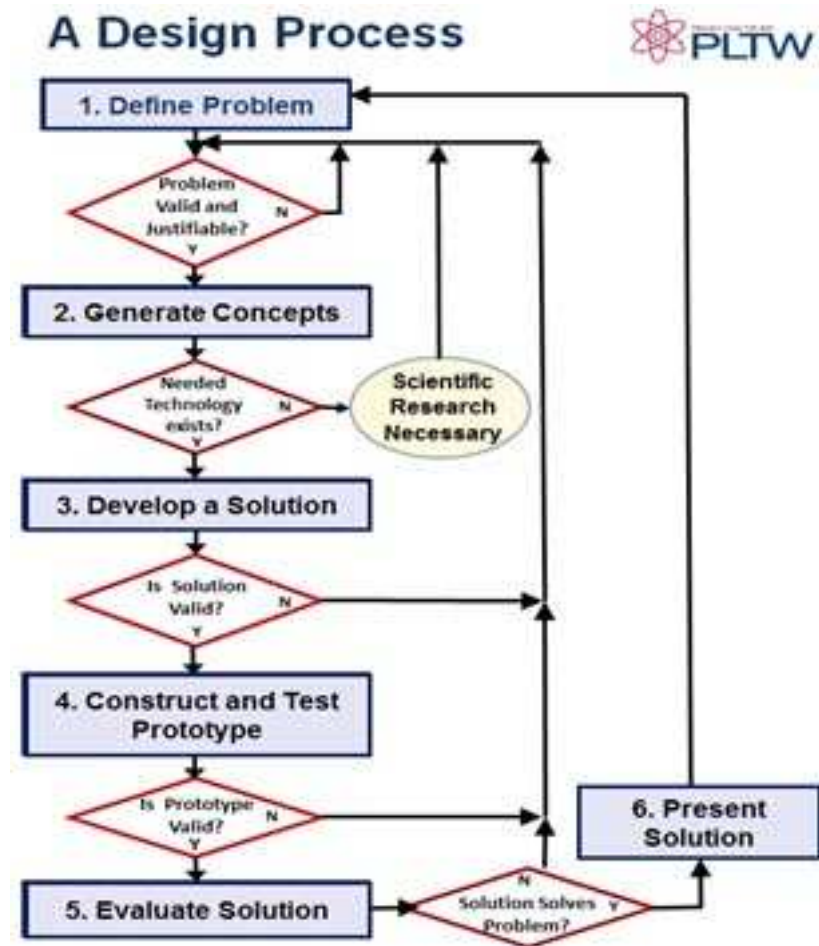 A Design Process
PLTW
1. Define Problem
Problem
Valid and
Justifiable?
N
Y
2. Generate Concepts
Needed
Technology
exists?
N
Y
Scientific
Research
Necessary
3. Develop a Solution
Is Solution
Valid?
N
Y
4. Construct and Test
Prototype
Is Prototype
Valid?
N
Y
5. Evaluate Solution
N
Solution Solves
Problem?
Y
6. Present
Solution